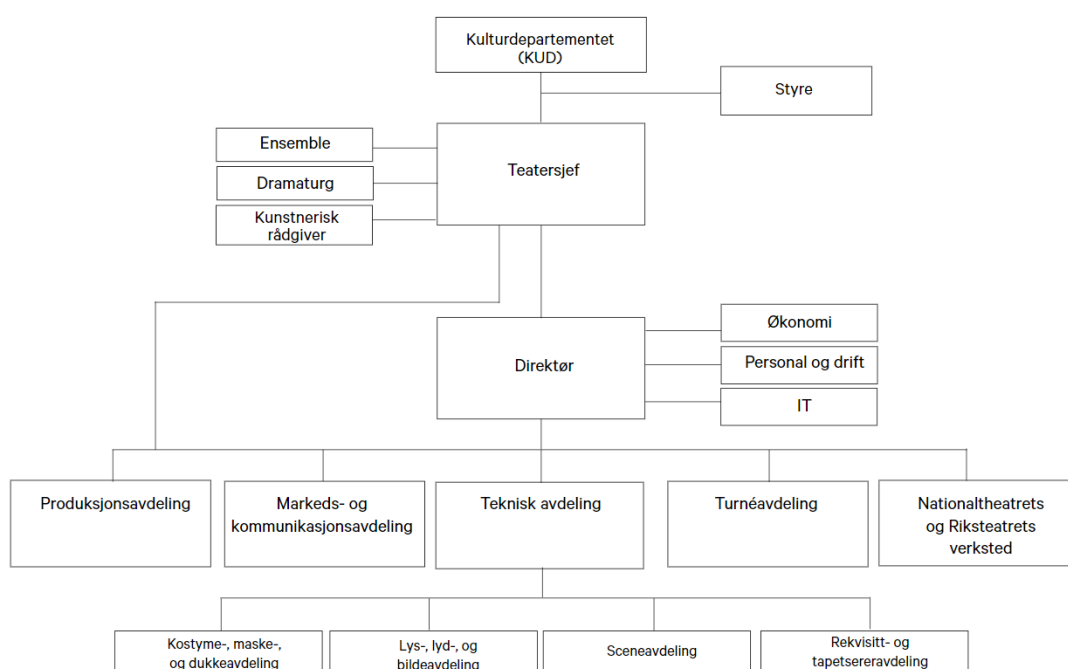 Kulturdepartementet
(KUD)
Styre
Ensemble
Dramaturg
Kunstnerisk
rådgiver
Teatersjef
Direktør
Økonomi
Personal og drift
IT
Produksjonsavdeling
Markeds- og
kommunikasjonsavdeling
Teknisk avdeling
Turnéavdeling
Nationaltheatrets
og Riksteatrets
verksted
Kostyme-, maske-,
og dukkeavdeling
Lys-, lyd-, og
bildeavdeling
Sceneavdeling
Rekvisitt- og
tapetsereravdeling